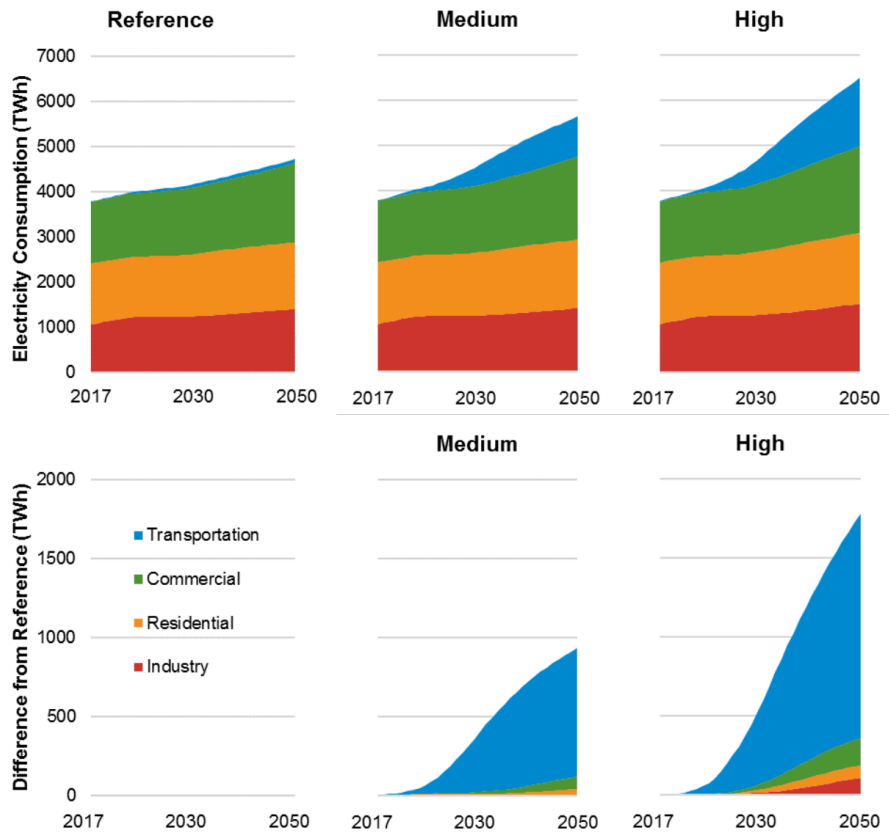 Reference Medium High
Electricity Consumption (TWh)
7000
6000
5000
4000
3000
2000
1000
0
2017 2030 2050 2017 2030 2050 2017 2030 2050
Medium High
Difference from Reference (TWh)
2000
1500
1000
500
0
Transportation
Commercial
Residential
Industry
2017 2030 2050 2017 2030 2050 2017 2030 2050